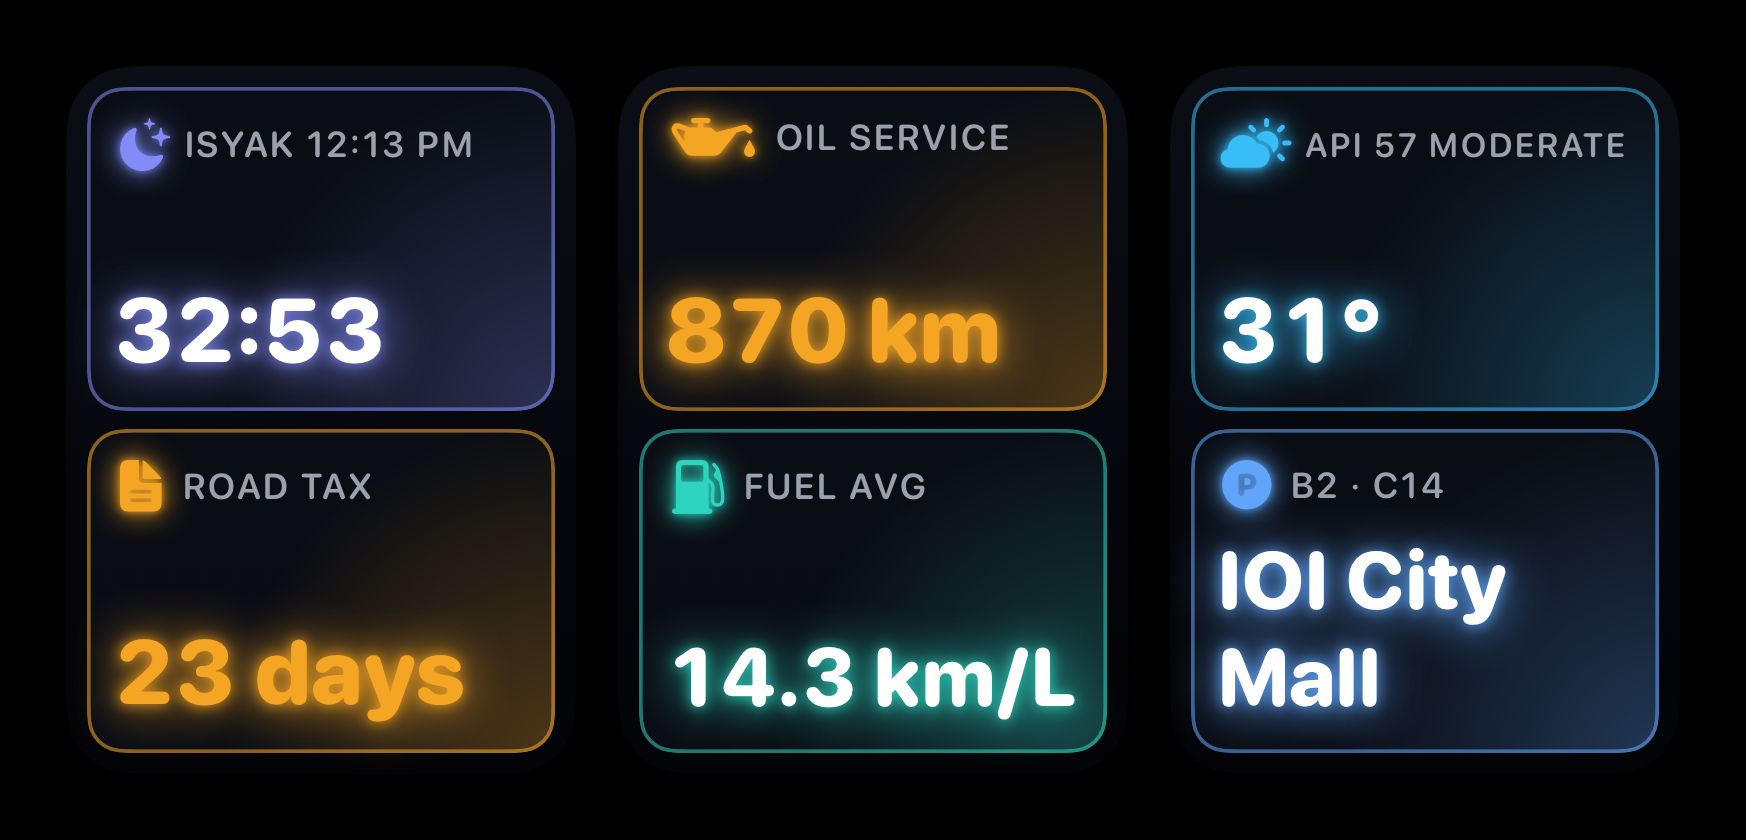 ISYAK 12:13 PM
32:53
ROAD TAX
23 days
OIL SERVICE
870 km
FUEL AVG
14.3 km/L
API 57 MODERATE
31°
P B2 · C14
IOI City
Mall